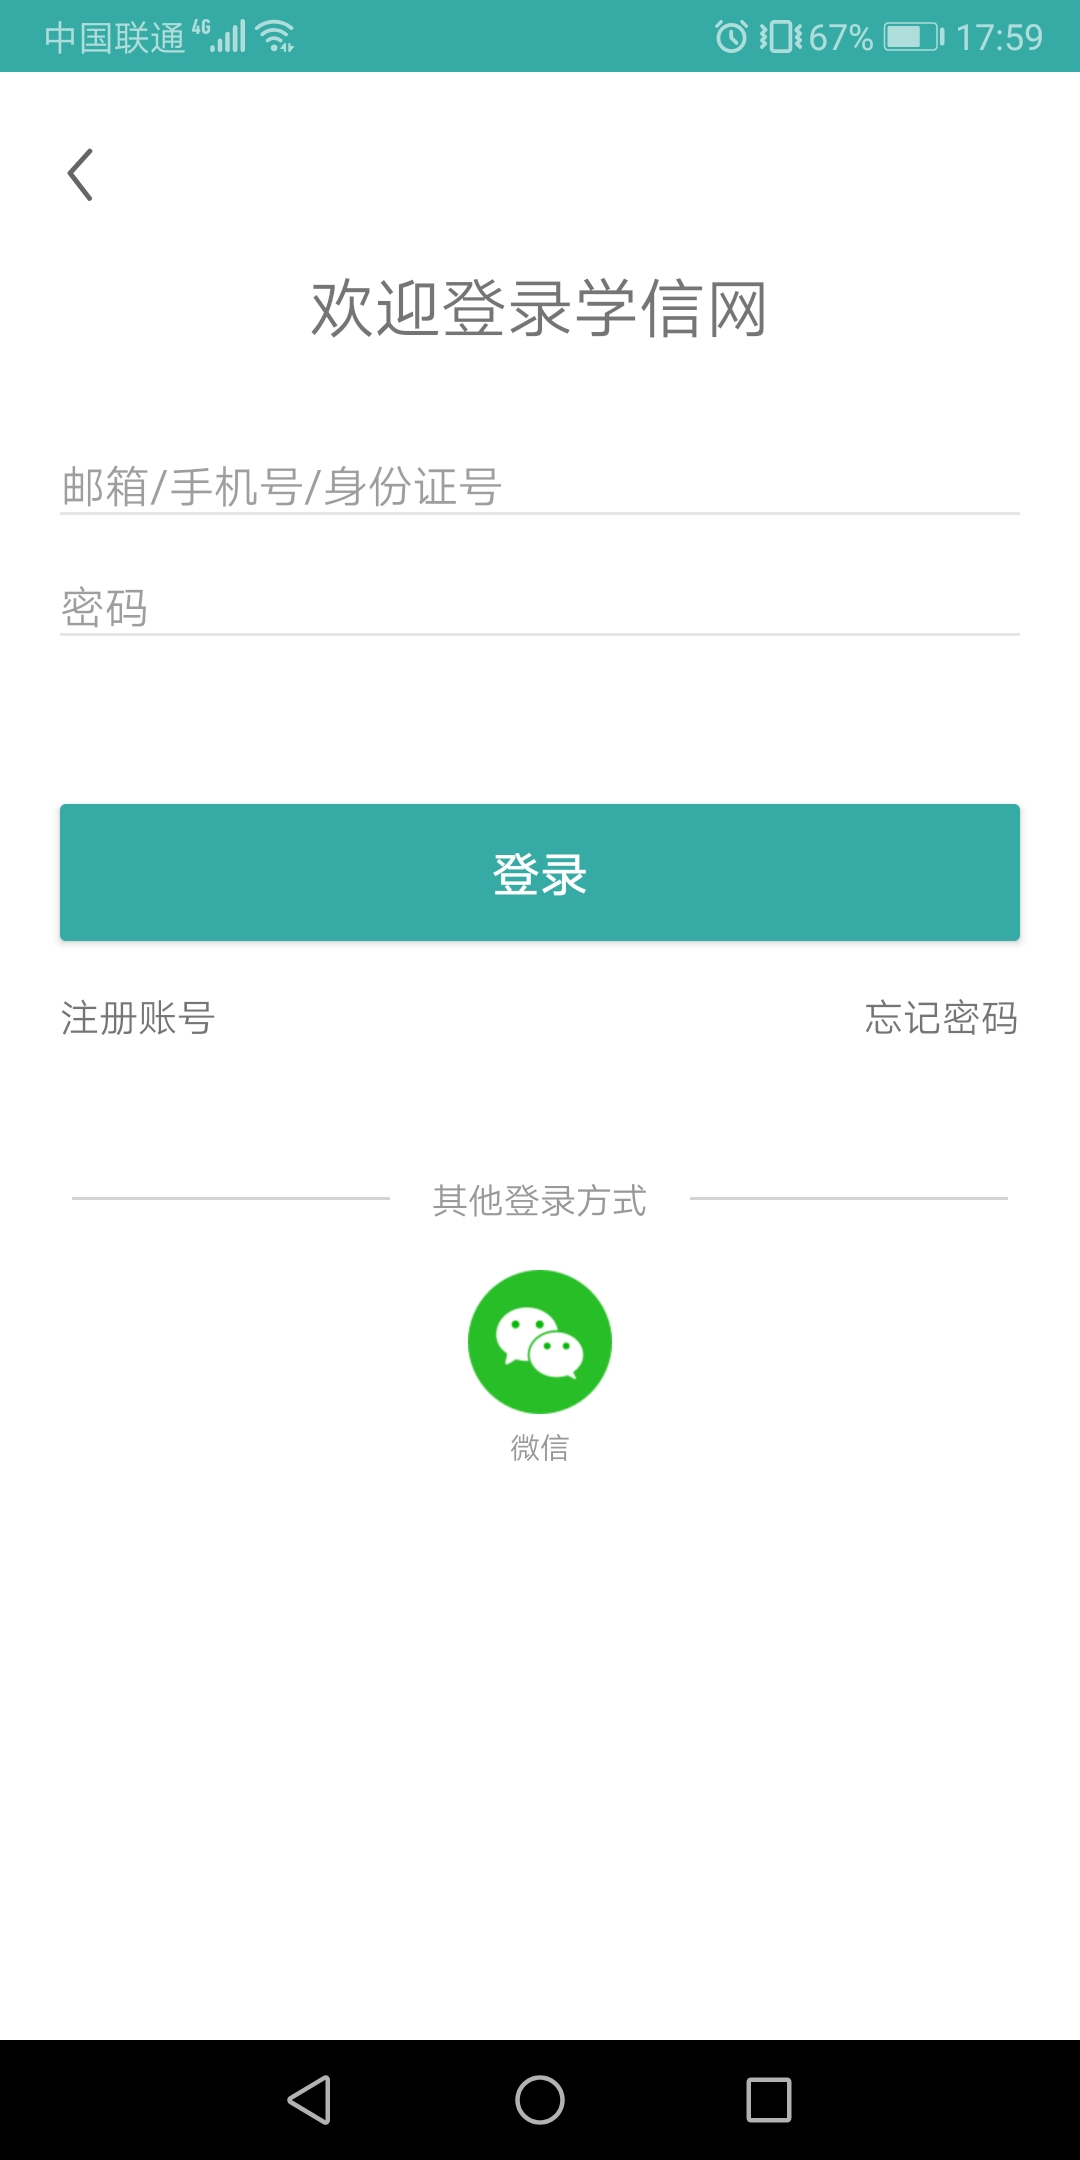 中国联通 4G 67% 17:59
欢迎登录学信网
邮箱/手机号/身份证号
密码
登录
注册账号 忘记密码
其他登录方式
微信